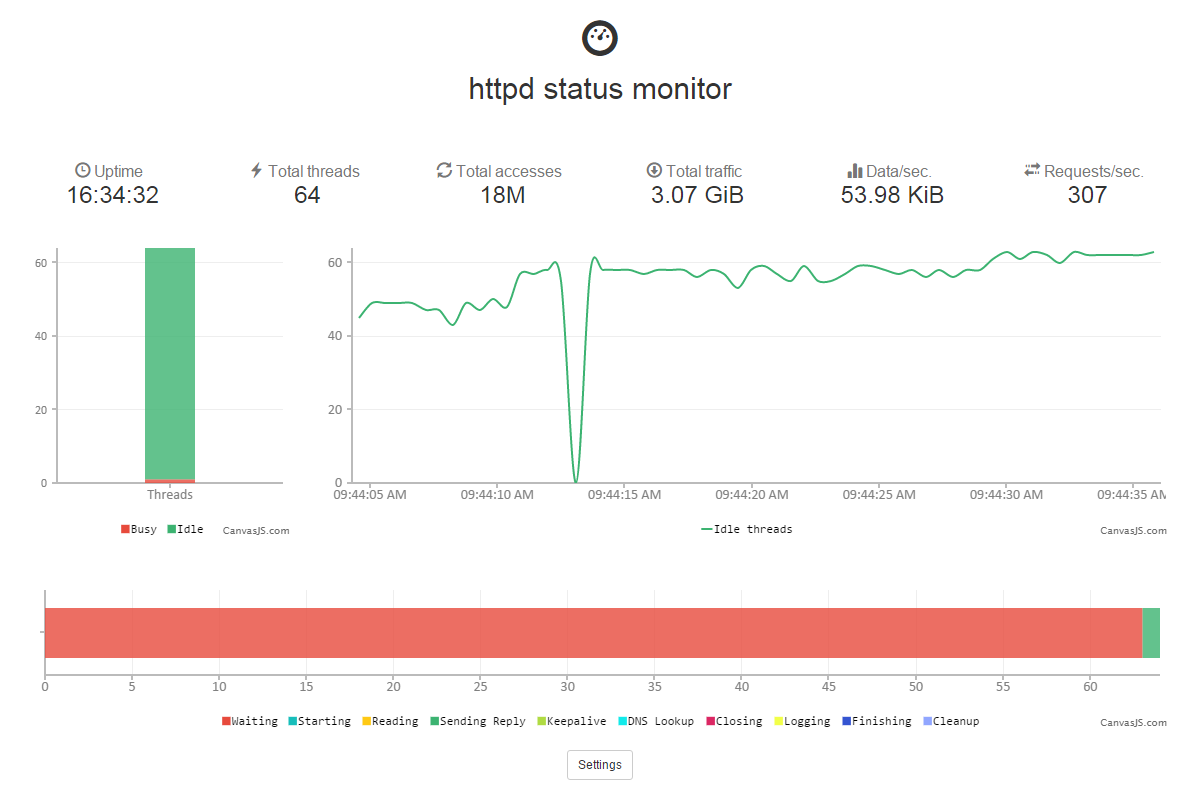 httpd status monitor
Uptime Total threads Total accesses Total traffic Data/sec. Requests/sec.
16:34:32 64 18M 3.07 GiB 53.98 KiB 307
60
40
20
0
Threads
Busy Idle CanvasJS.com
60
40
20
0
09:44:05 AM 09:44:10 AM 09:44:15 AM 09:44:20 AM 09:44:25 AM 09:44:30 AM 09:44:35 AM
Idle threads CanvasJS.com
0 5 10 15 20 25 30 35 40 45 50 55 60
Waiting Starting Reading Sending Reply Keepalive DNS Lookup Closing Logging Finishing Cleanup CanvasJS.com
Settings